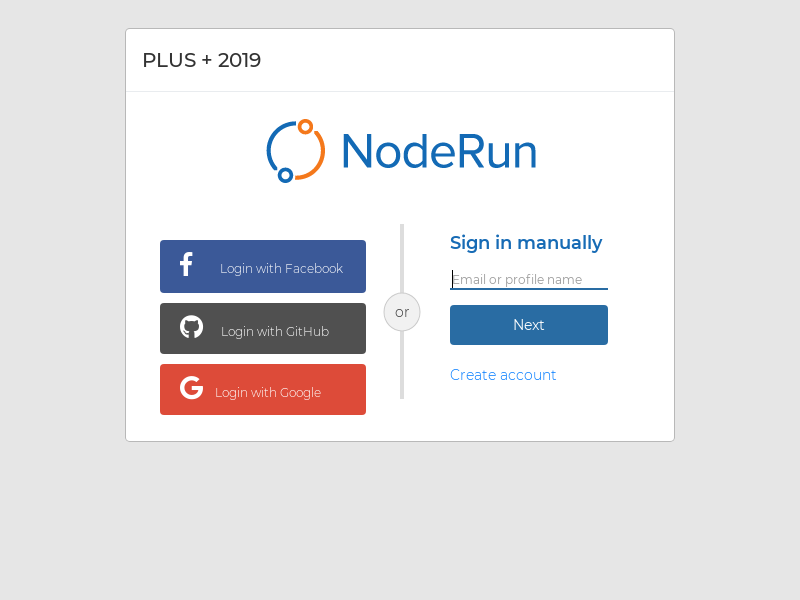 PLUS + 2019
NodeRun
Login with Facebook
Login with GitHub
Login with Google
or
Sign in manually
Email or profile name
Next
Create account